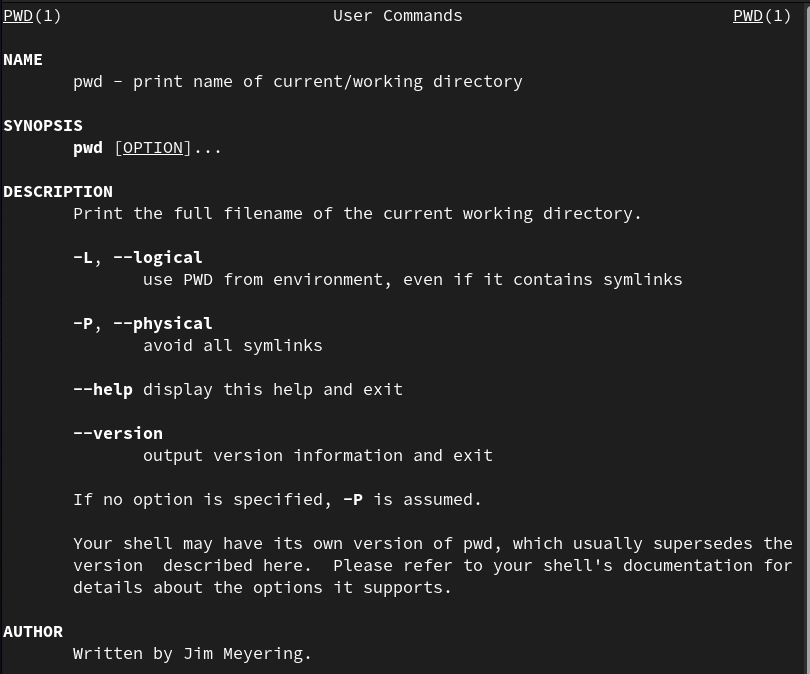 PWD(1) User Commands PWD(1)
NAME
pwd - print name of current/working directory
SYNOPSIS
pwd [OPTION]...
DESCRIPTION
Print the full filename of the current working directory.
-L, --logical
use PWD from environment, even if it contains symlinks
-P, --physical
avoid all symlinks
--help display this help and exit
--version
output version information and exit
If no option is specified, -P is assumed.
Your shell may have its own version of pwd, which usually supersedes the
version  described here.  Please refer to your shell's documentation for
details about the options it supports.
AUTHOR
Written by Jim Meyering.